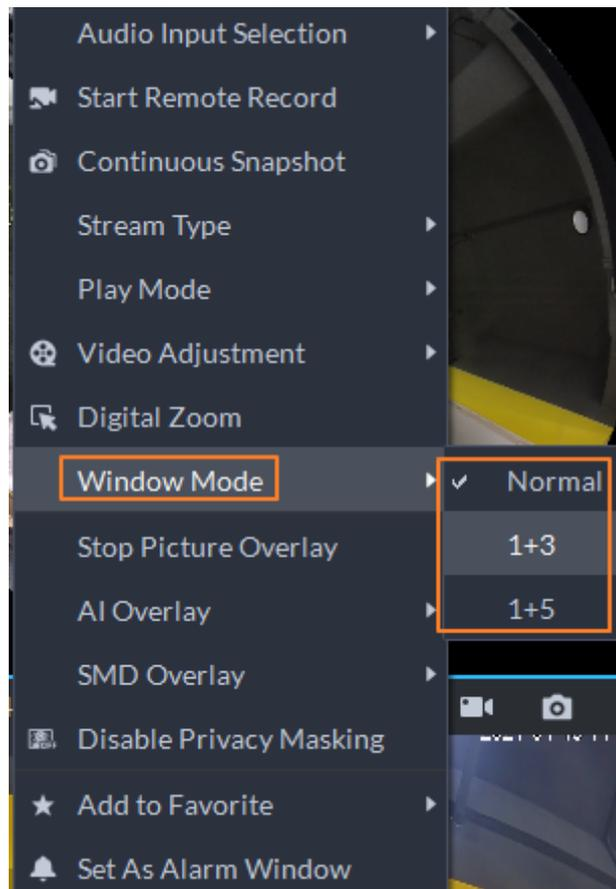 Audio Input Selection
Start Remote Record
Continuous Snapshot
Stream Type
Play Mode
Video Adjustment
Digital Zoom
Window Mode
Normal
1+3
1+5
Stop Picture Overlay
AI Overlay
SMD Overlay
Disable Privacy Masking
Add to Favorite
Set As Alarm Window